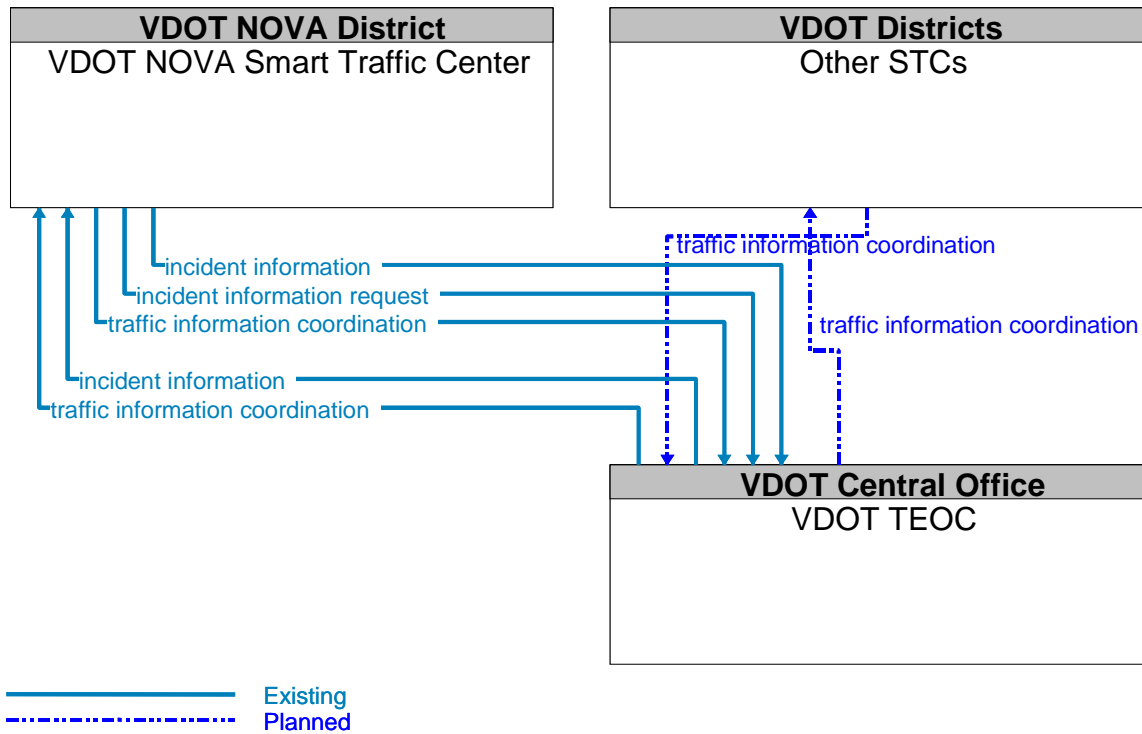 VDOT NOVA District
VDOT NOVA Smart Traffic Center
VDOT Districts
Other STCs
traffic information coordination
incident information
incident information request
traffic information coordination
traffic information coordination
incident information
traffic information coordination
VDOT Central Office
VDOT TEOC
Existing
Planned